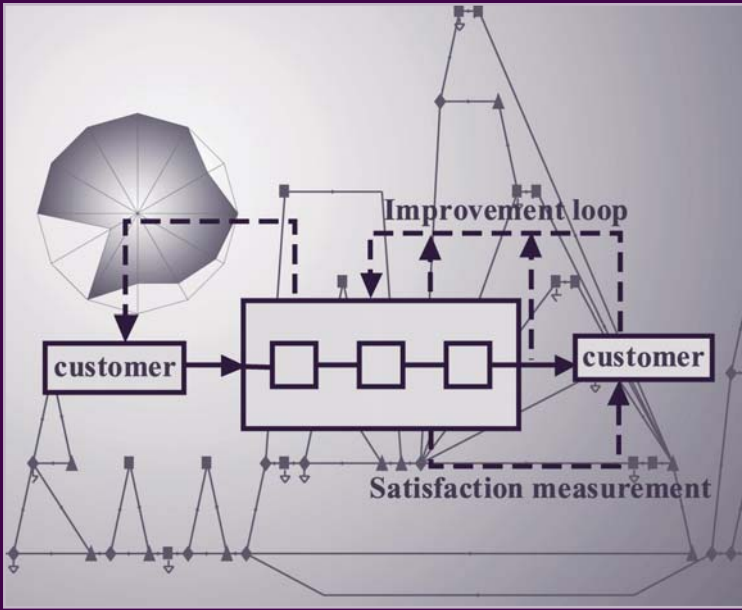 Improvement loop
customer
customer
Satisfaction measurement